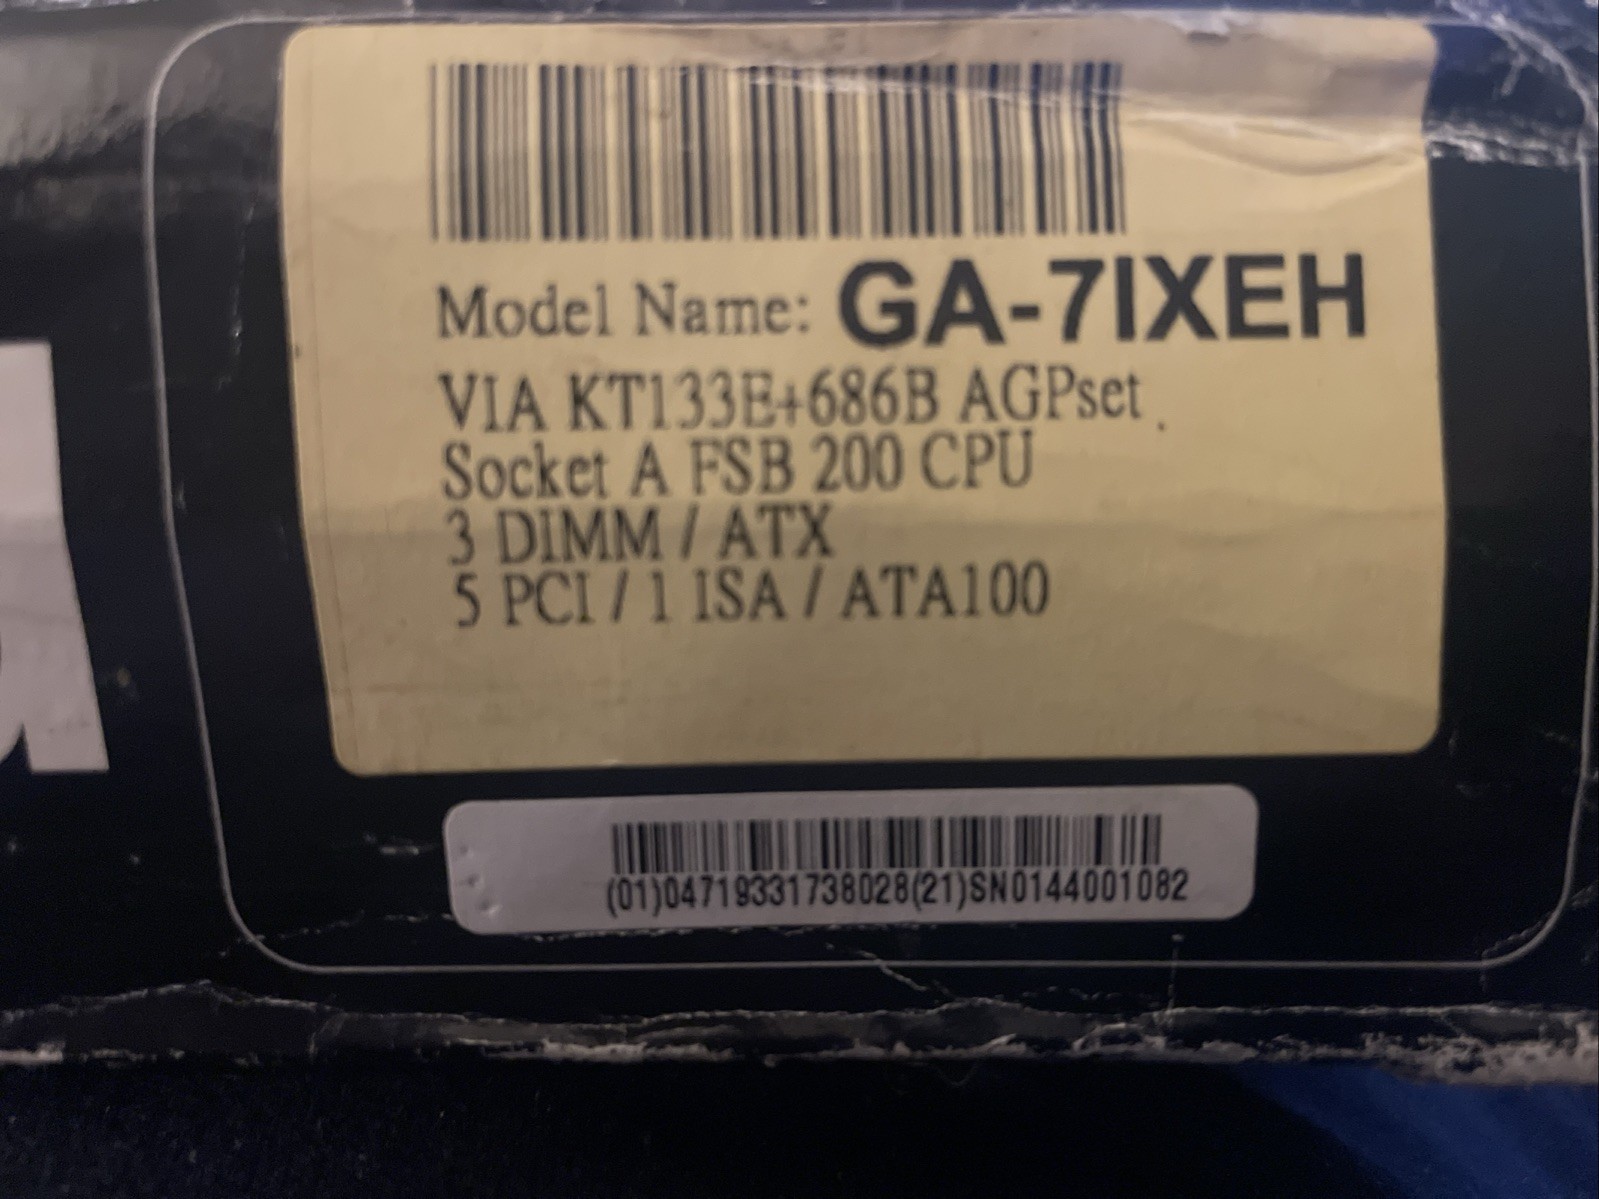 Model Name: GA-7IXEH
VIA KT133E+686B AGPset
Socket A FSB 200 CPU
3 DIMM / ATX
5 PCI / 1 ISA / ATA100
(01)04719331738028(21)SN0144001082